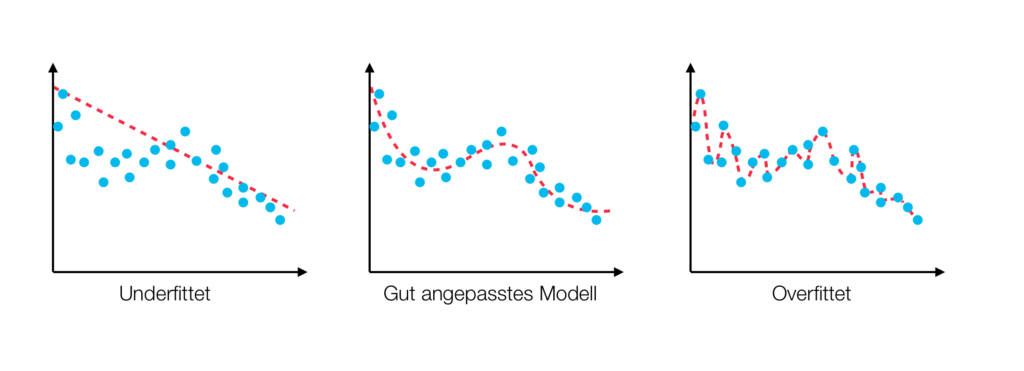 Underfittet
Gut angepasstes Modell
Overfittet